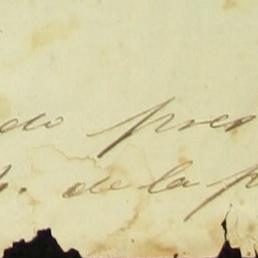 do pres
de la p